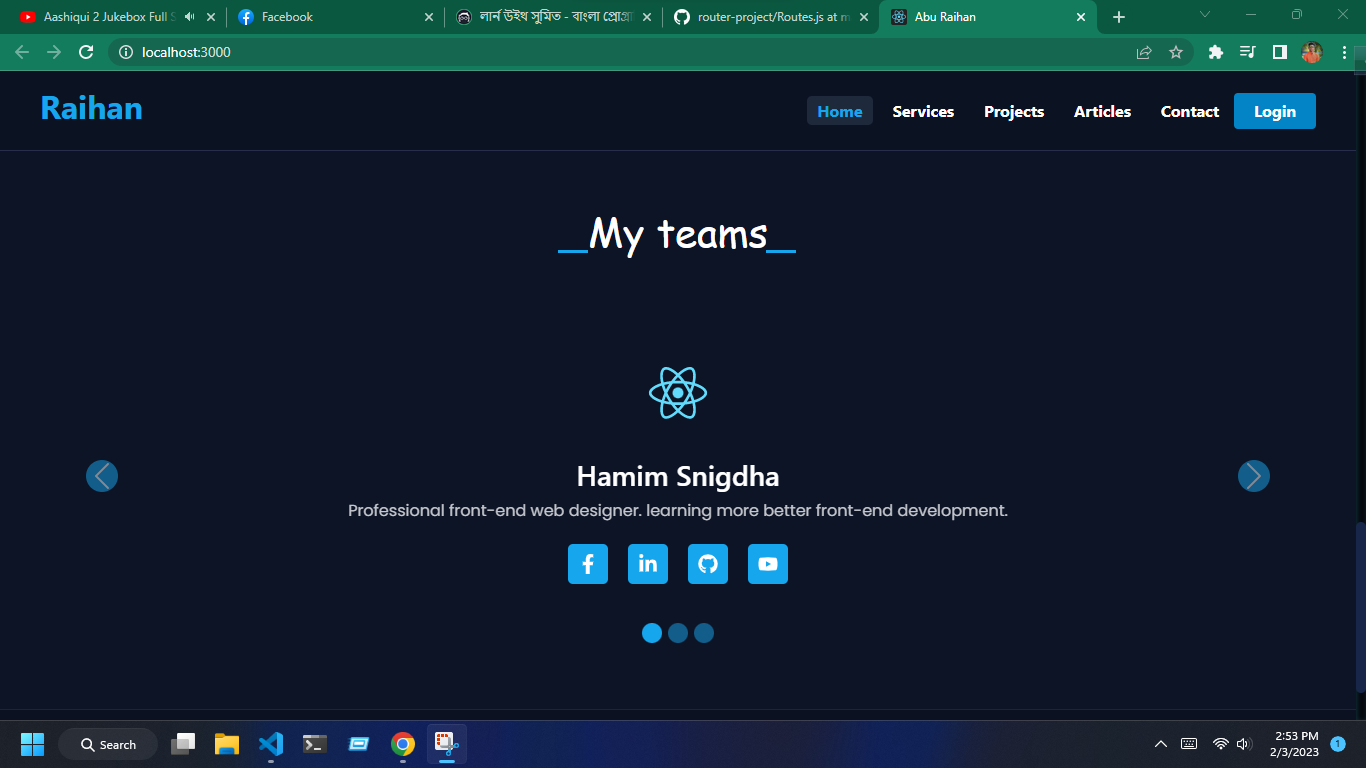 Aashiqui 2 Jukebox Full S
Facebook
লার্ন উইথ সুমিত - বাংলা প্রোগ্রা
router-project/Routes.js at m
Abu Raihan
localhost:3000
Raihan
Home
Services
Projects
Articles
Contact
Login
_My teams_
Hamim Snigdha
Professional front-end web designer. learning more better front-end development.
Search
2:53 PM
2/3/2023
1